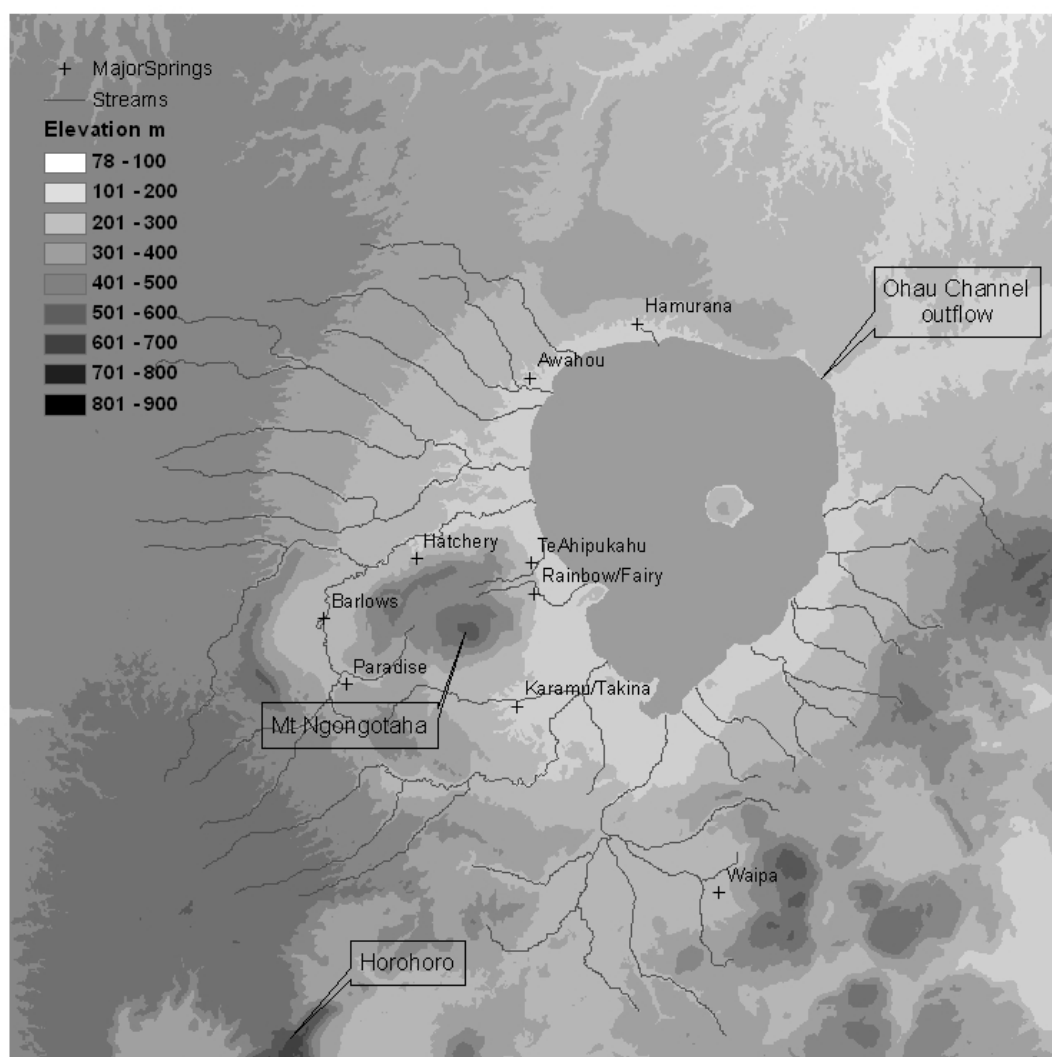 MajorSprings
Streams
Elevation m
78 - 100
101 - 200
201 - 300
301 - 400
401 - 500
501 - 600
601 - 700
701 - 800
801 - 900
Ohau Channel
outflow
Hamurana
Awahou
Hatchery
TeAhipukahu
Rainbow/Fairy
Barlows
Paradise
Karamu/Takina
Mt Ngongotaha
Waipa
Horohoro